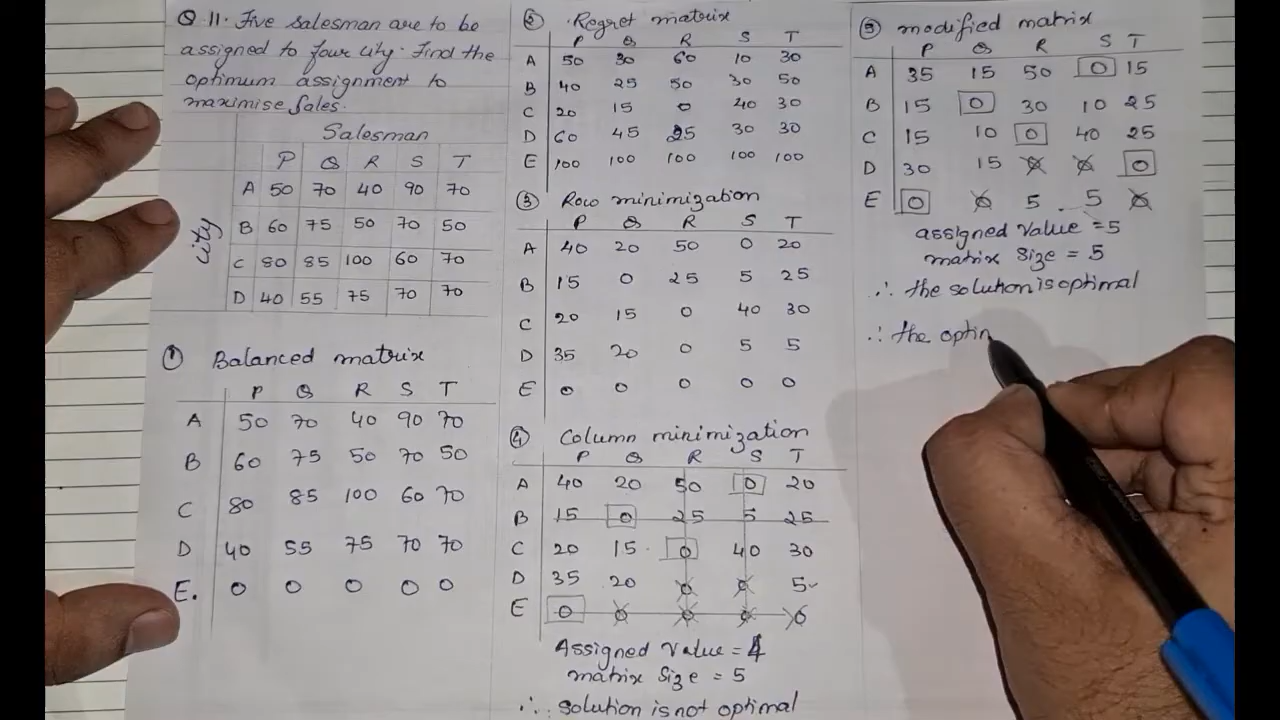 Q.11. Five Salesman are to be
assigned to four city. Find the
optimum assignment to
maximise Sales.
Salesman
P Q R S T
City
A 50 70 40 90 70
B 60 75 50 70 50
C 80 85 100 60 70
D 40 55 75 70 70
① Balanced matrix
P Q R S T
A 50 70 40 90 70
B 60 75 50 70 50
C 80 85 100 60 70
D 40 55 75 70 70
E. 0 0 0 0 0
② Regret matrix
P Q R S T
A 50 30 60 10 30
B 40 25 50 30 50
C 20 15 0 40 30
D 60 45 25 30 30
E 100 100 100 100 100
③ Row minimization
P Q R S T
A 40 20 50 0 20
B 15 0 25 5 25
C 20 15 0 40 30
D 35 20 0 5 5
E 0 0 0 0 0
④ Column minimization
P Q R S T
A 40 20 50 0 20
B 15 0 25 5 25
C 20 15 0 40 30
D 35 20 0 0 5
E 0 0 0 0 0
Assigned Value = 4
matrix Size = 5
∴ solution is not optimal
⑤ modified matrix
P Q R S T
A 35 15 50 0 15
B 15 0 30 10 25
C 15 10 0 40 25
D 30 15 0 0 0
E 0 0 5 5 0
assigned value = 5
matrix Size = 5
∴ the solution is optimal
∴ the optin